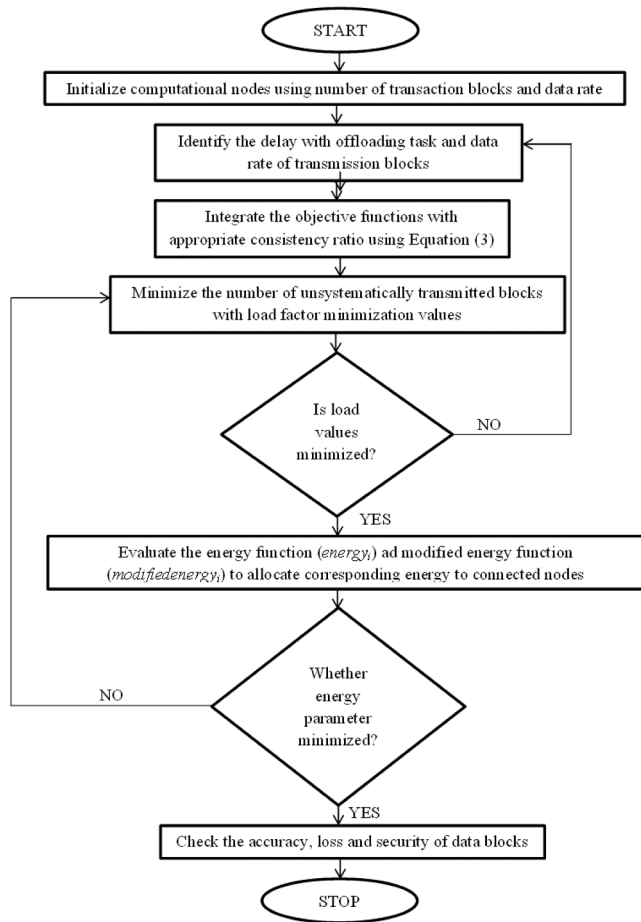 START
Initialize computational nodes using number of transaction blocks and data rate
Identify the delay with offloading task and data
rate of transmission blocks
Integrate the objective functions with
appropriate consistency ratio using Equation (3)
Minimize the number of unsystematically transmitted blocks
with load factor minimization values
Is load
values
minimized?
NO
YES
Evaluate the energy function (energyᵢ) ad modified energy function
(modifiedenergyᵢ) to allocate corresponding energy to connected nodes
Whether
energy
parameter
minimized?
NO
YES
Check the accuracy, loss and security of data blocks
STOP